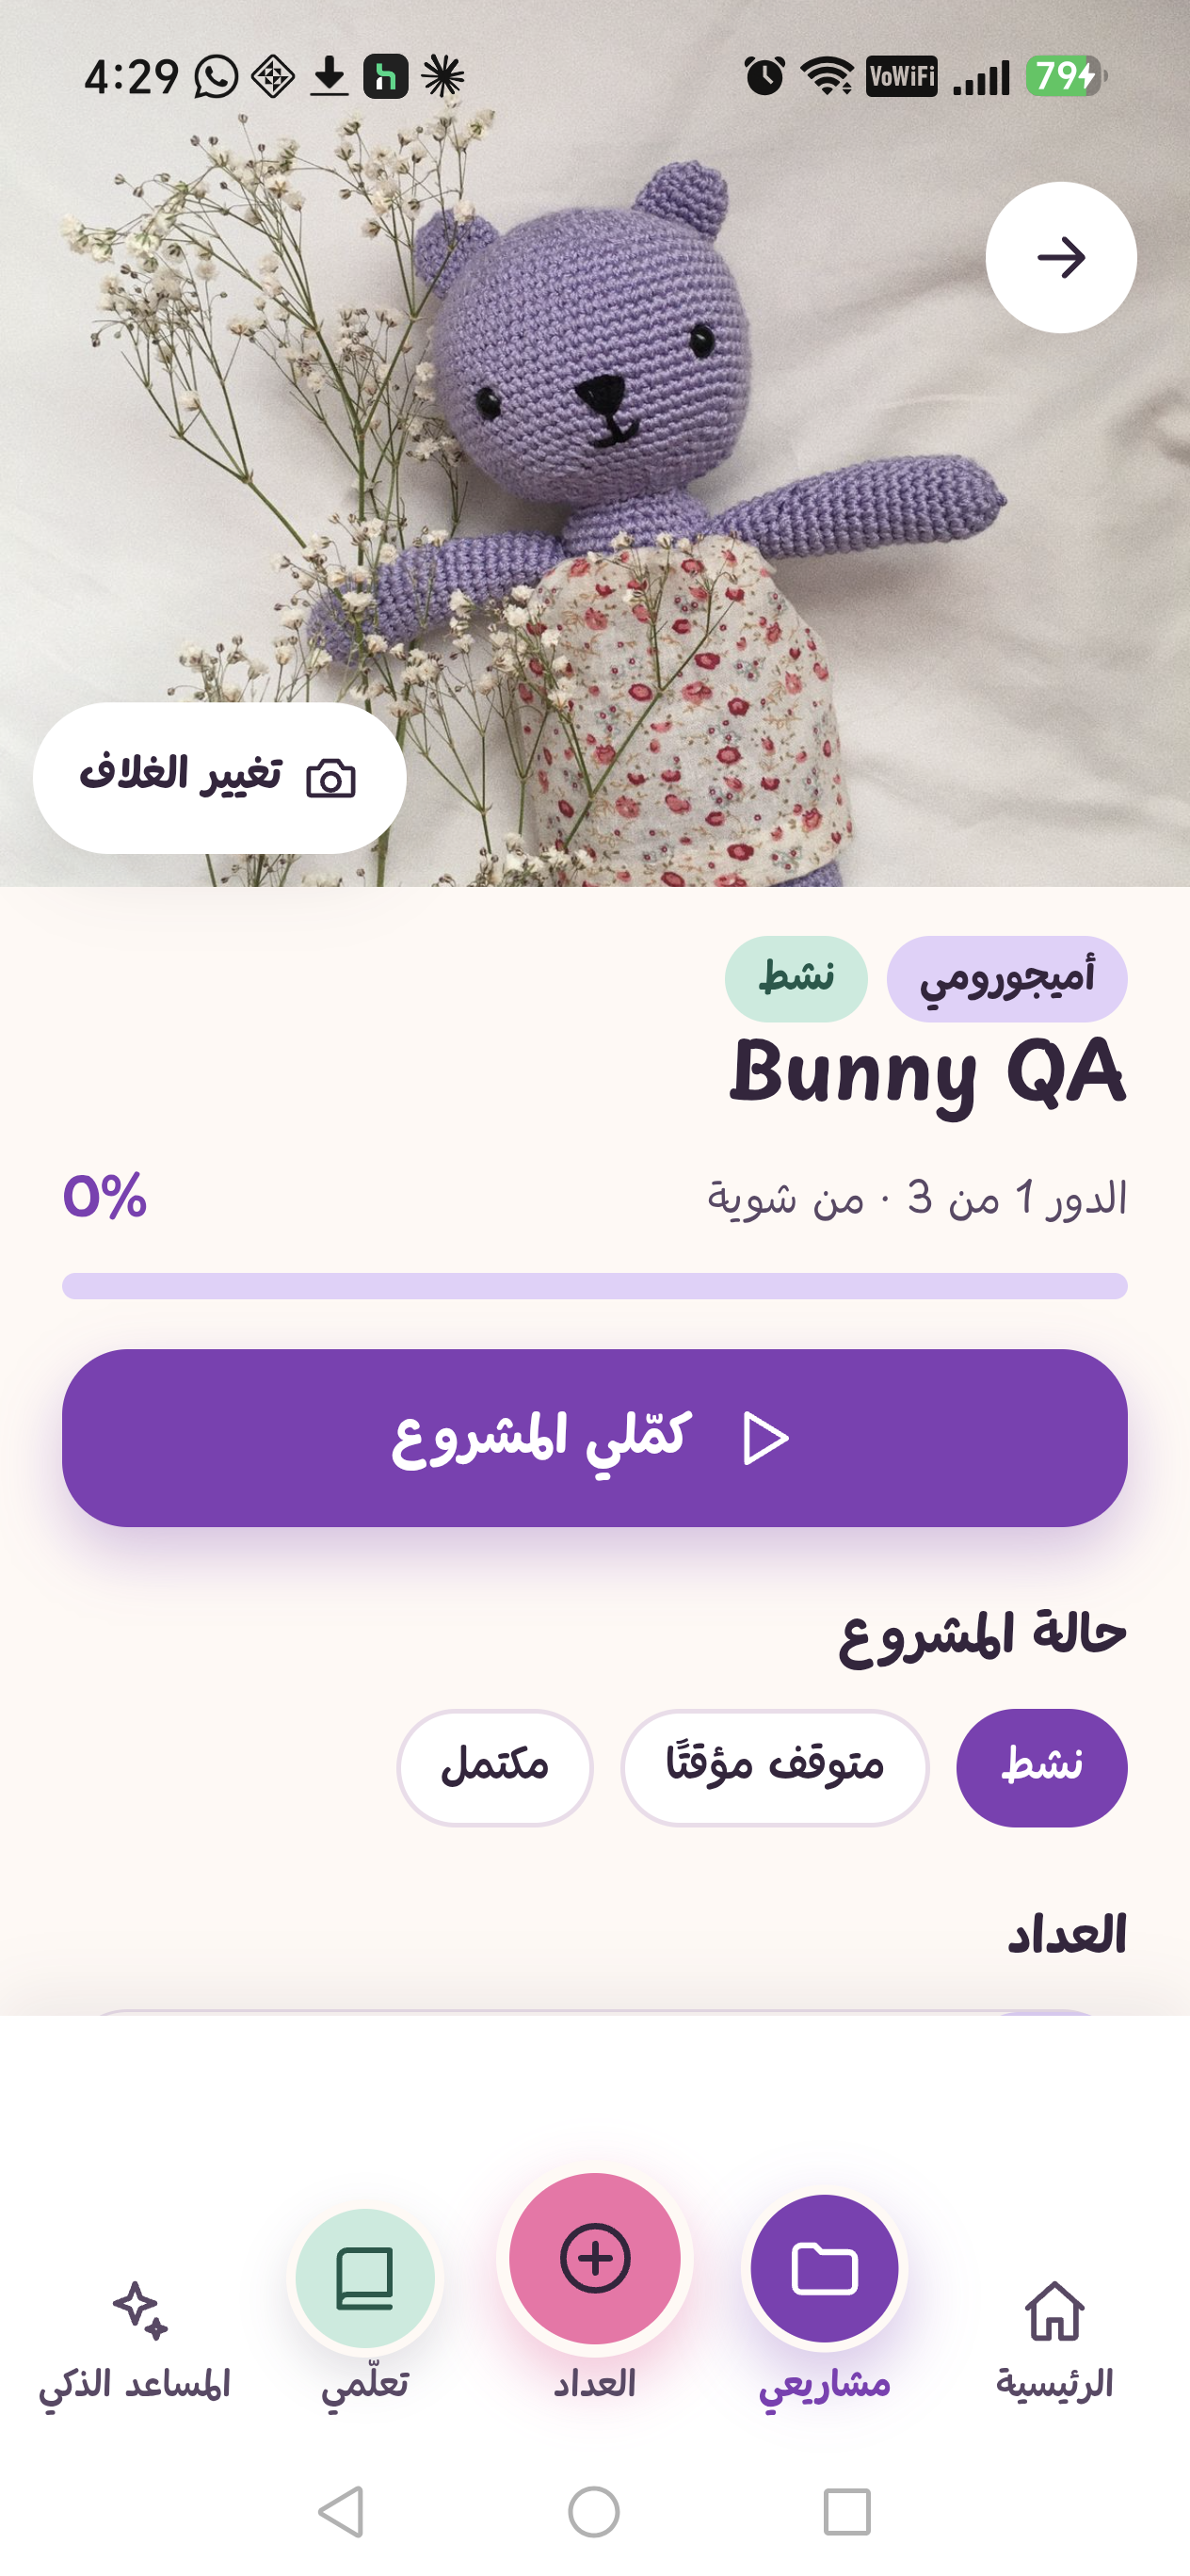 4:29 VoWiFi 79
تغيير الغلاف
أميجورومي نشط
Bunny QA
الدور 1 من 3 · من شوية
0%
كمّلي المشروع
حالة المشروع
نشط متوقف مؤقتًا مكتمل
العداد
الرئيسية مشاريعي العداد تعلّمي المساعد الذكي